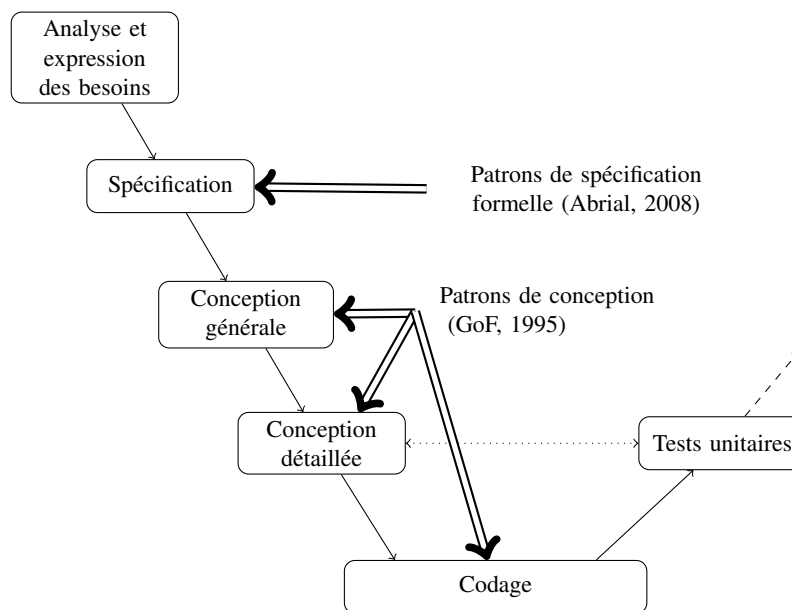 Analyse et
expression
des besoins
Spécification
Patrons de spécification
formelle (Abrial, 2008)
Conception
générale
Patrons de conception
(GoF, 1995)
Conception
détaillée
Tests unitaires
Codage